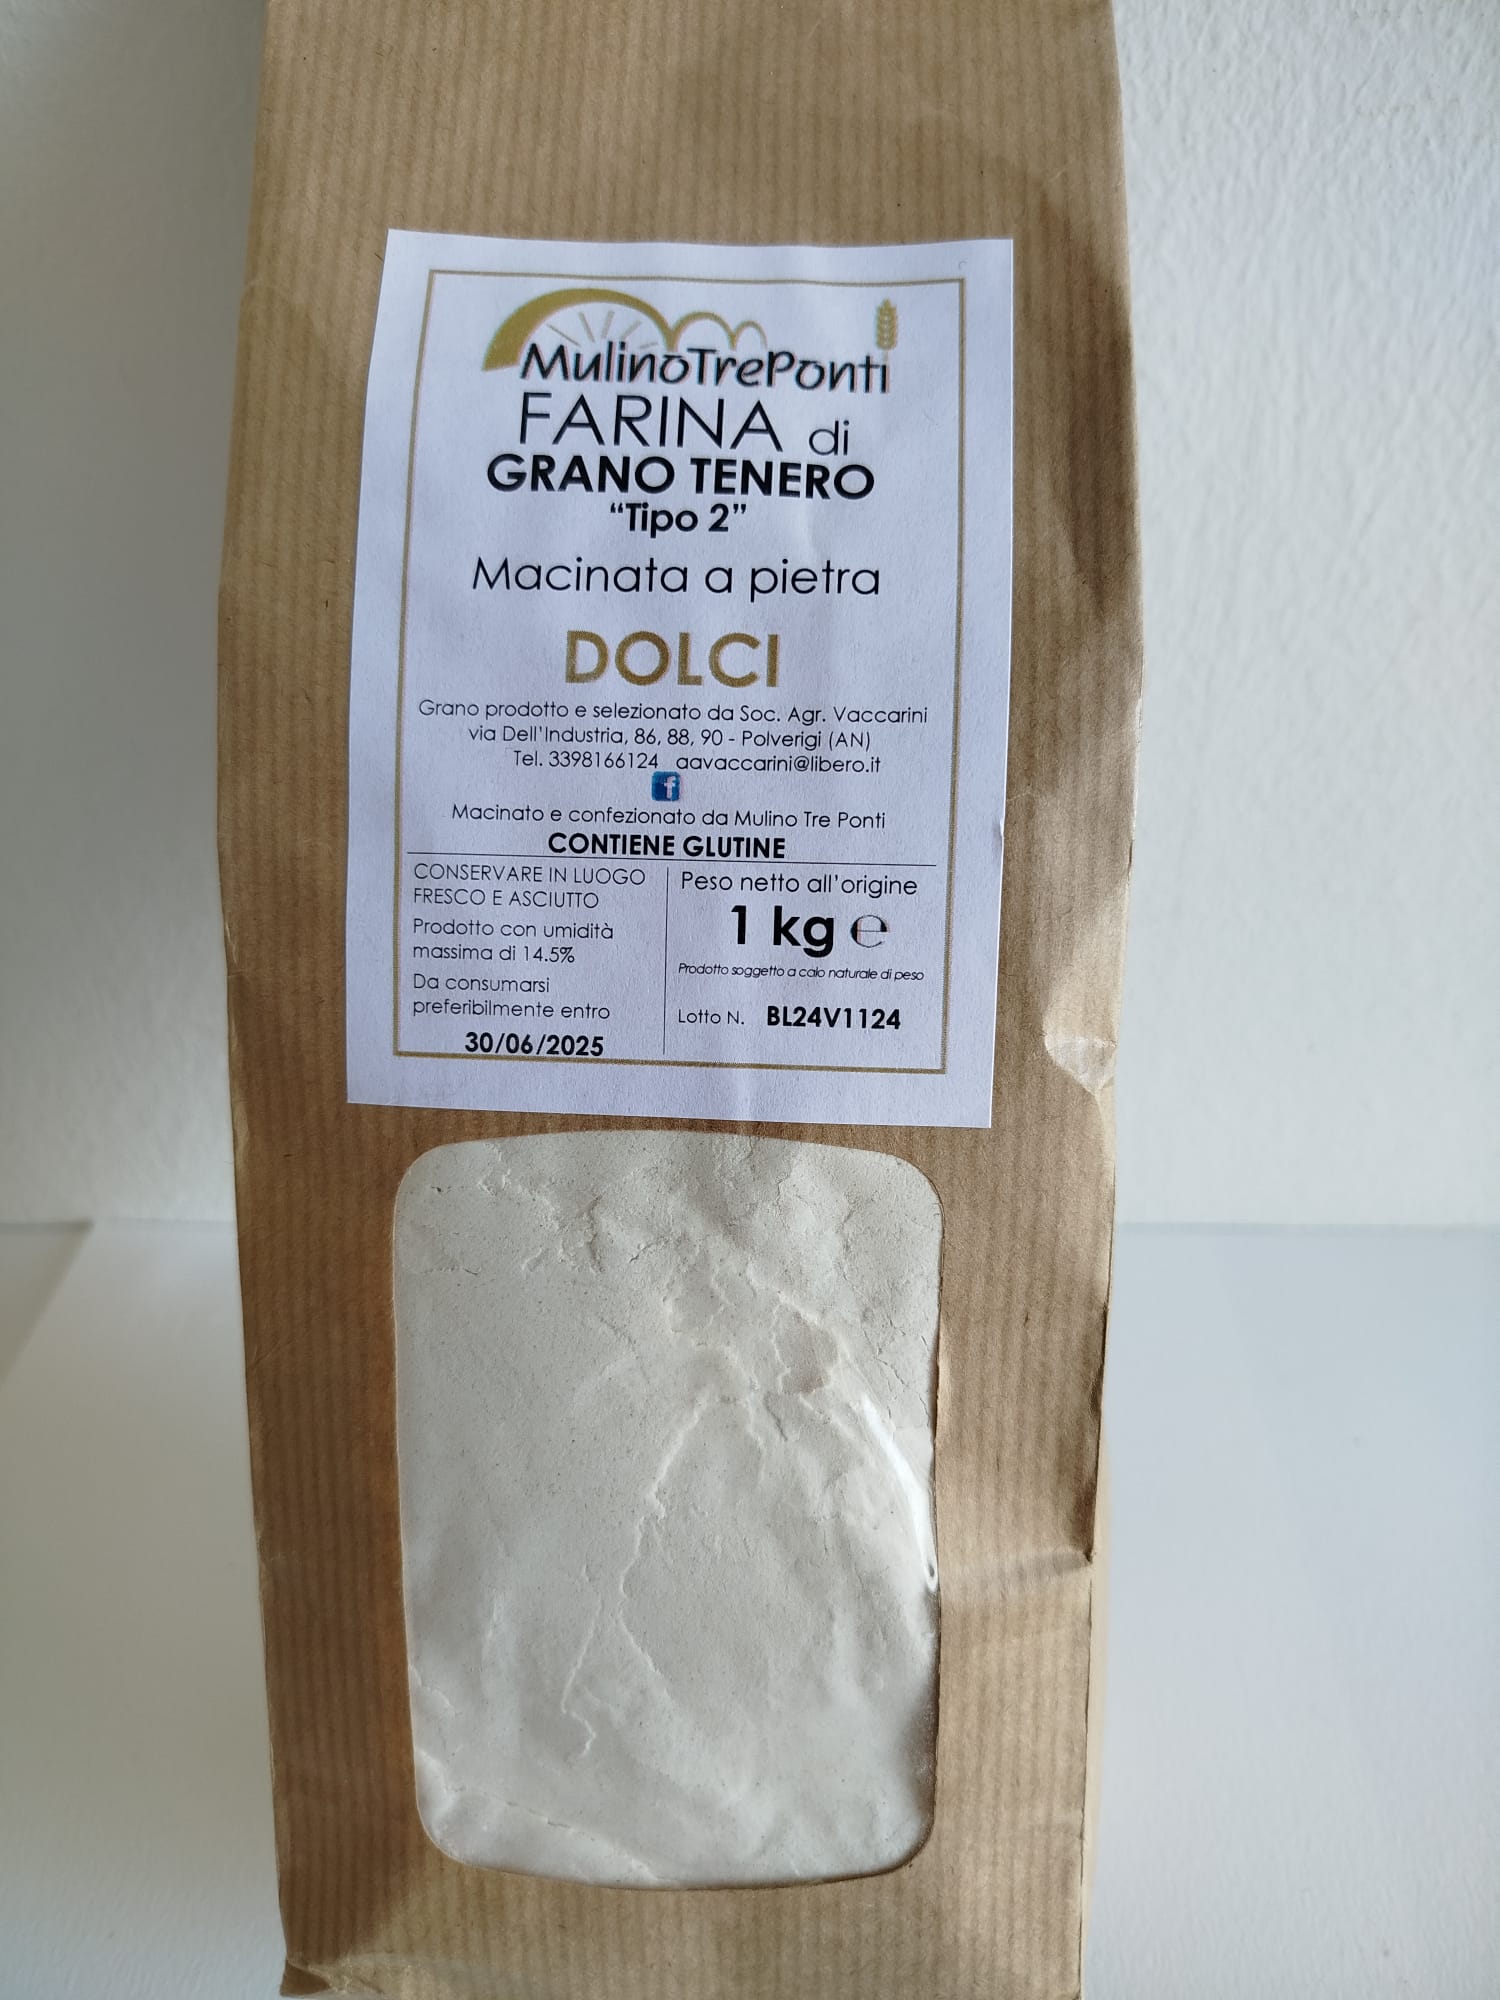 MulinoTrePonti
FARINA di
GRANO TENERO
“Tipo 2”
Macinata a pietra
DOLCI
Grano prodotto e selezionato da Soc. Agr. Vaccarini
via Dell'Industria, 86, 88, 90 - Polverigi (AN)
Tel. 3398166124 aavaccarini@libero.it
f
Macinato e confezionato da Mulino Tre Ponti
CONTIENE GLUTINE
CONSERVARE IN LUOGO
FRESCO E ASCIUTTO
Prodotto con umidità
massima di 14.5%
Da consumarsi
preferibilmente entro
30/06/2025
Peso netto all'origine
1 kg ℮
Prodotto soggetto a calo naturale di peso
Lotto N. BL24V1124